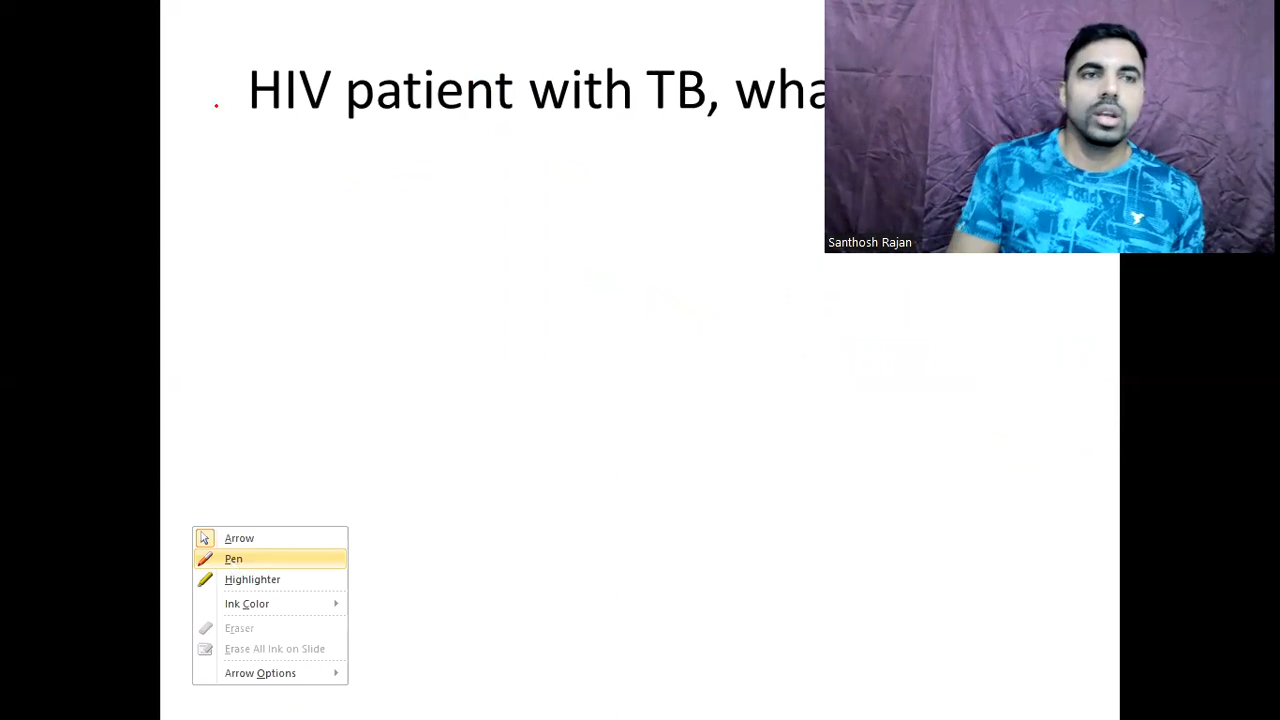 HIV patient with TB, wha
Santhosh Rajan
Arrow
Pen
Highlighter
Ink Color
Eraser
Erase All Ink on Slide
Arrow Options